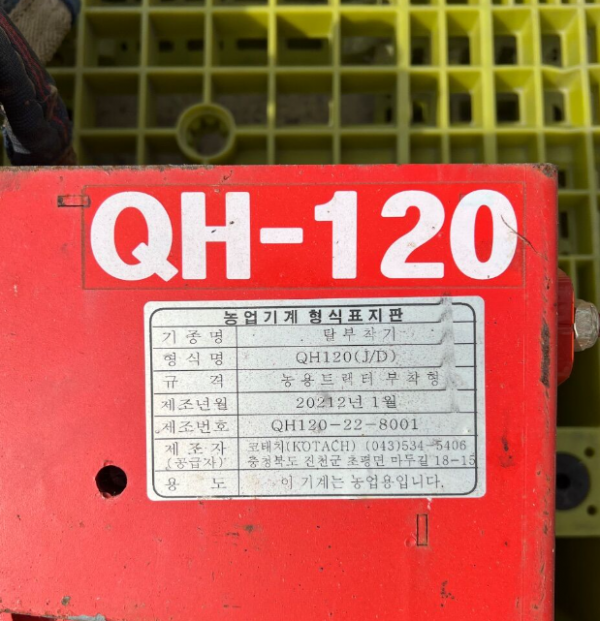 QH-120
농업기계 형식표지판
기종명 탈부착기
형식명 QH120(J/D)
규격 농용트랙터부착형
제조년월 20212년 1월
제조번호 QH120-22-8001
제조자 코태치(KOTACH) (043)534-5406
(공급자) 충청북도 진천군 초평면 마두길 18-15
용도 이 기계는 농업용입니다.